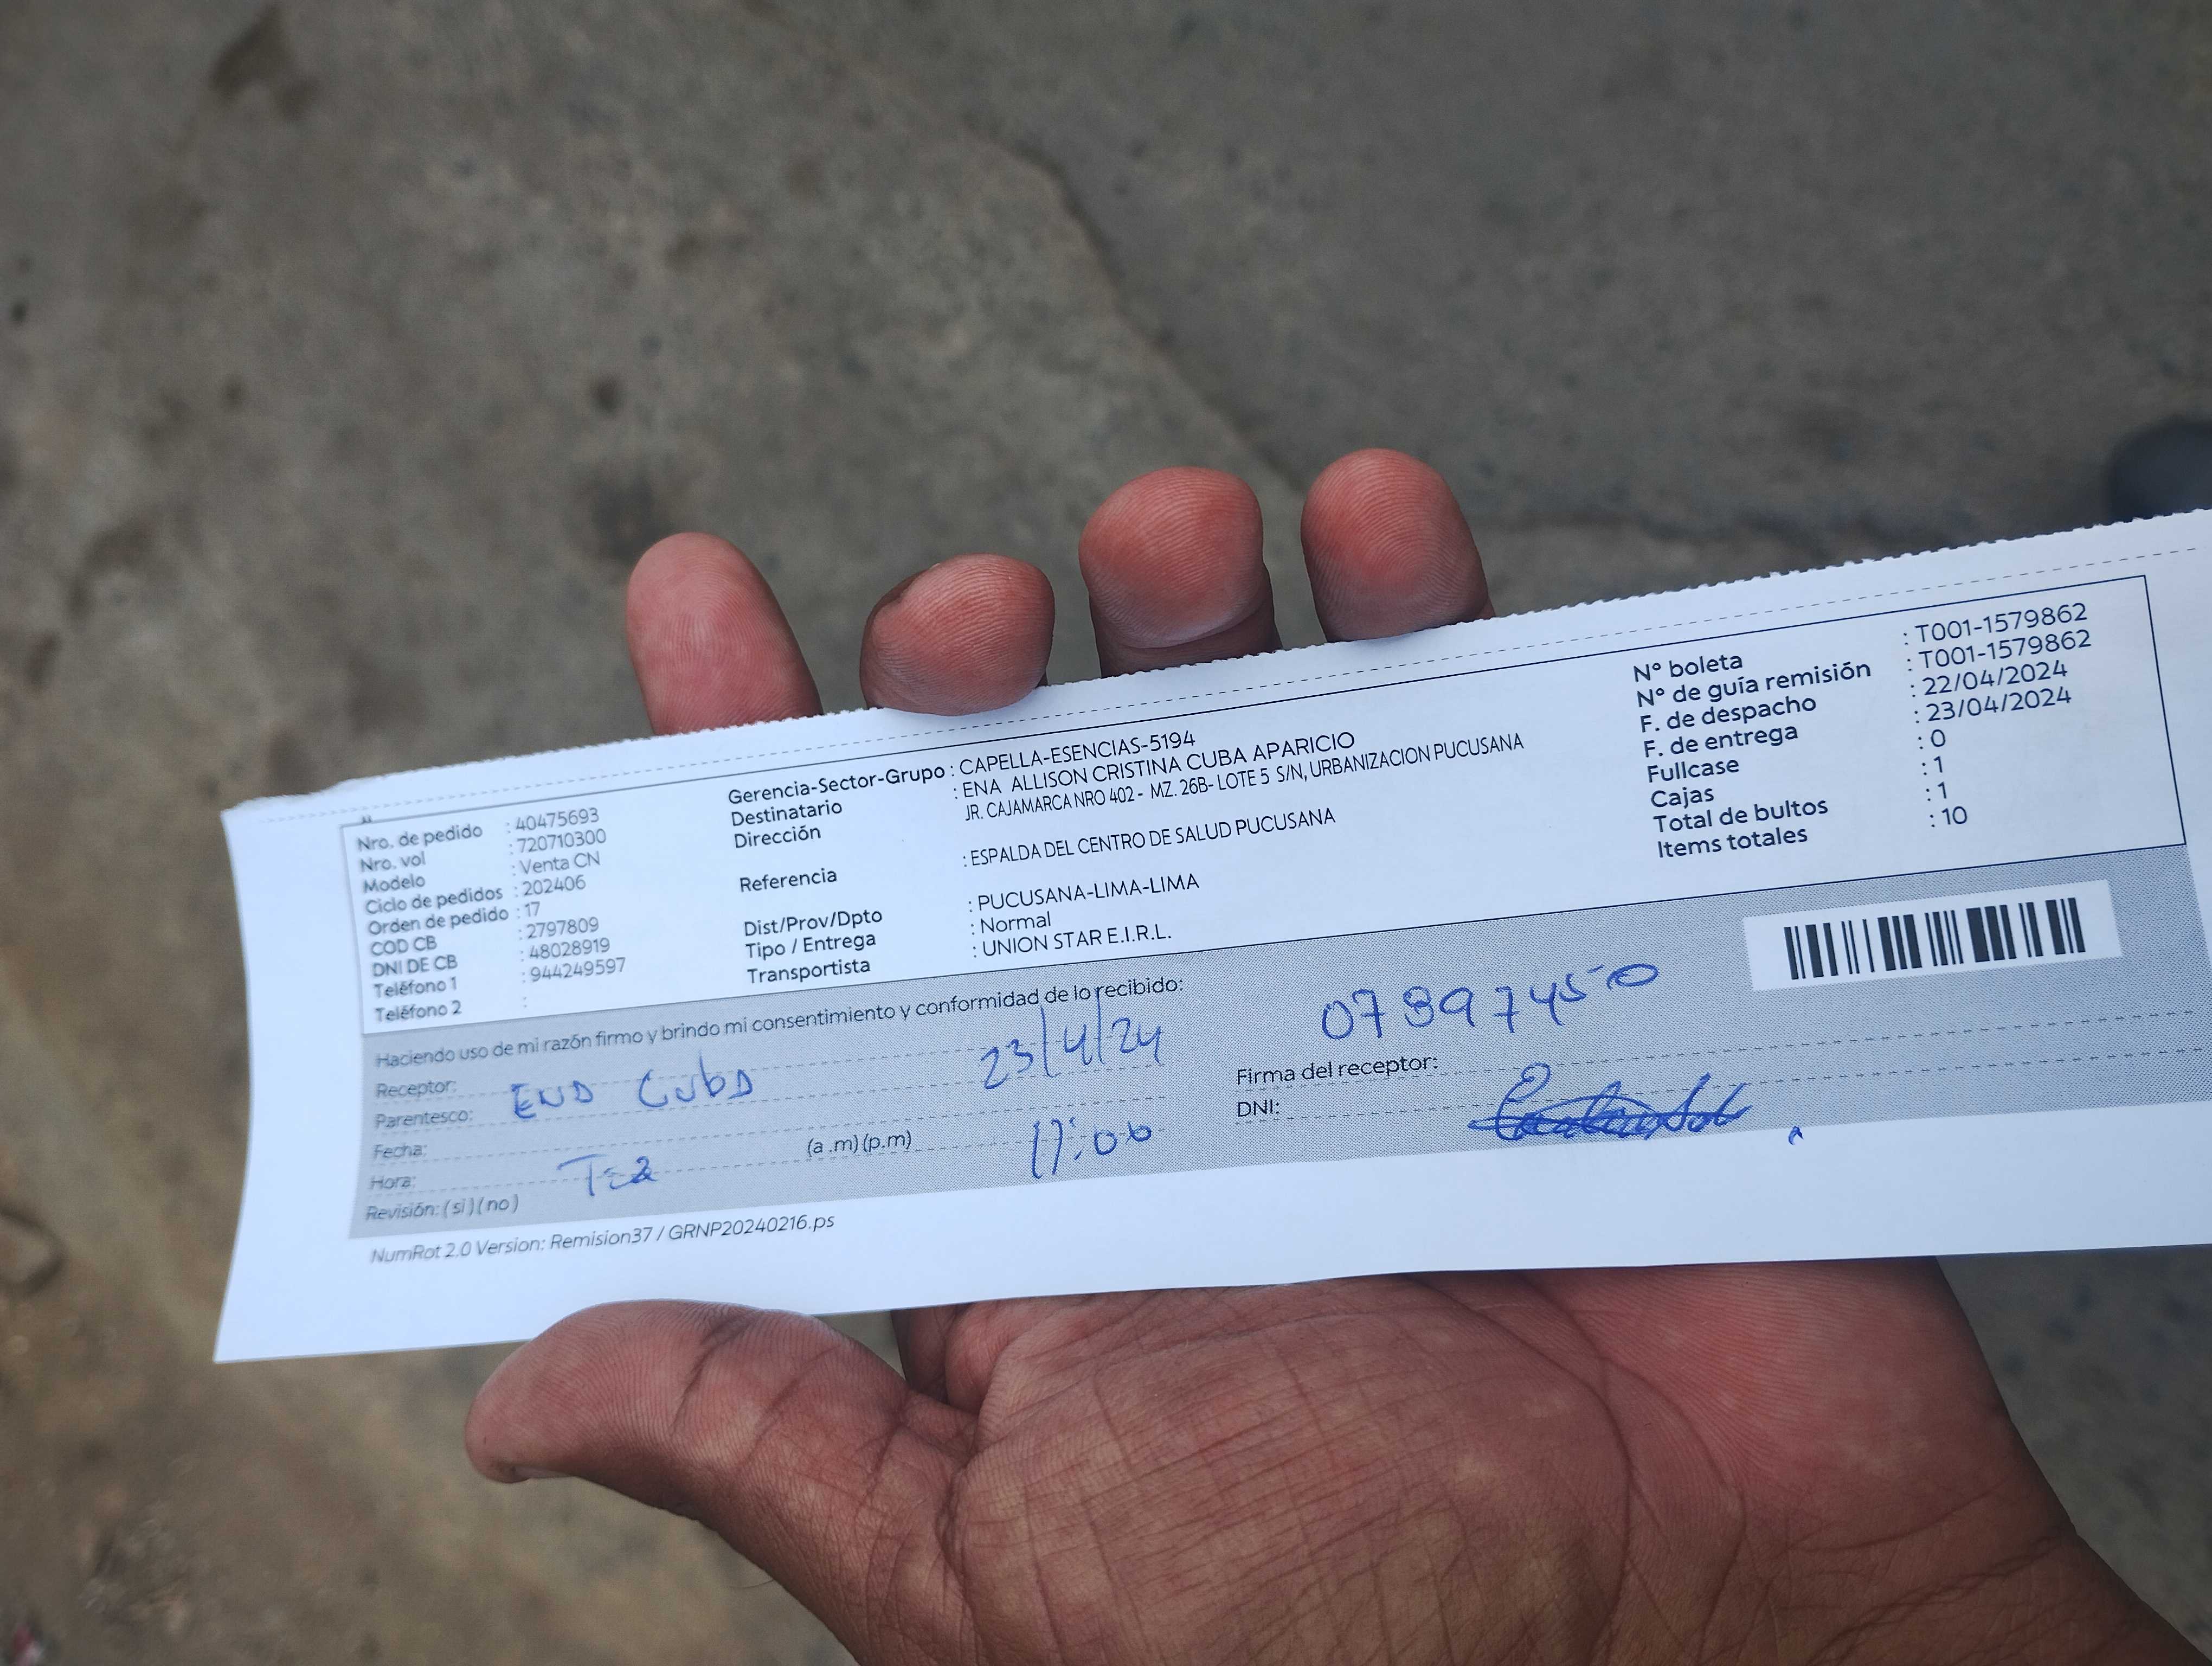 Nro. de pedido : 40475693
Nro. vol : 720710300
Modelo : Venta CN
Ciclo de pedidos : 202406
Orden de pedido : 17
COD CB : 2797809
DNI DE CB : 48028919
Teléfono 1 : 944249597
Teléfono 2 :
Gerencia-Sector-Grupo : CAPELLA-ESENCIAS-5194
Destinatario : ENA ALLISON CRISTINA CUBA APARICIO
Dirección JR. CAJAMARCA NRO 402 - MZ. 26B- LOTE 5 S/N, URBANIZACION PUCUSANA
Referencia : ESPALDA DEL CENTRO DE SALUD PUCUSANA
Dist/Prov/Dpto : PUCUSANA-LIMA-LIMA
Tipo / Entrega : Normal
Transportista : UNION STAR E.I.R.L.
N° boleta : T001-1579862
N° de guía remisión : T001-1579862
F. de despacho : 22/04/2024
F. de entrega : 23/04/2024
Fullcase : 0
Cajas : 1
Total de bultos : 1
Items totales : 10
Haciendo uso de mi razón firmo y brindo mi consentimiento y conformidad de lo recibido:
Receptor:
Parentesco: Cuba 23/4/24
Fecha:
Hora: (a .m) (p.m)
Revisión: ( si ) ( no )
Firma del receptor:
DNI:
NumRot 2.0 Version: Remision37 / GRNP20240216.ps